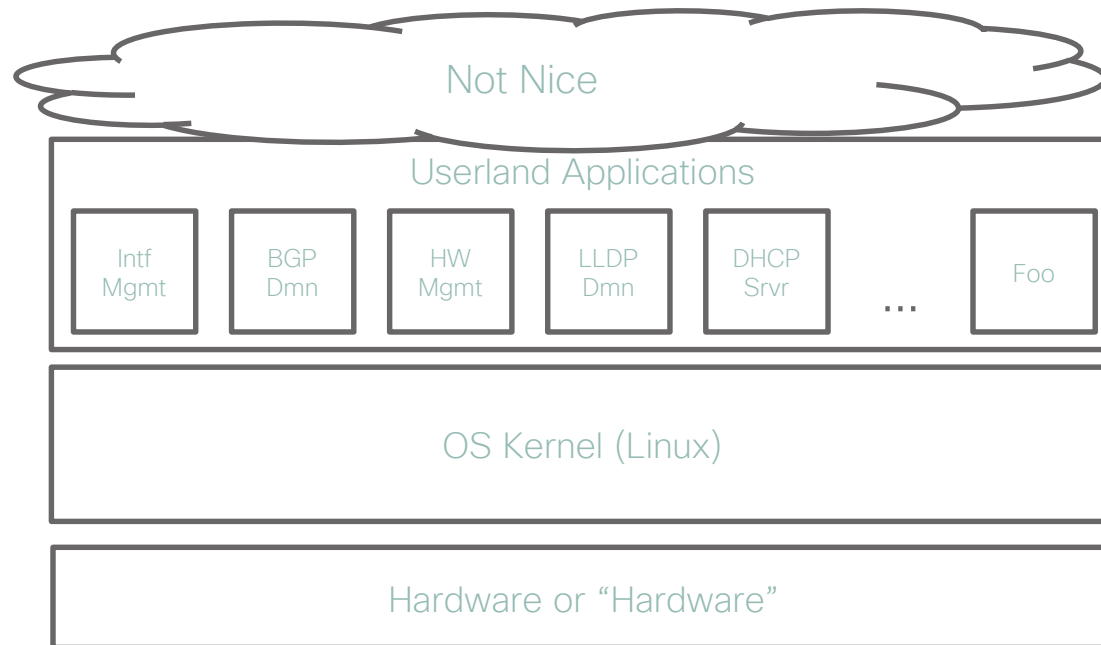 Not Nice
Userland Applications
Intf
Mgmt
BGP
Dmn
HW
Mgmt
LLDP
Dmn
DHCP
Srvr
...
Foo
OS Kernel (Linux)
Hardware or “Hardware”